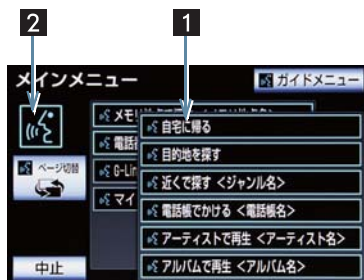 2 1
メインメニュー ガイドメニュー
メモ
自宅に帰る
電話
目的地を探す
ページ切替
G-Lin
近くで探す <ジャンル名>
マイ
電話帳でかける <電話帳名>
アーティストで再生 <アーティスト名>
中止
アルバムで再生 <アルバム名>